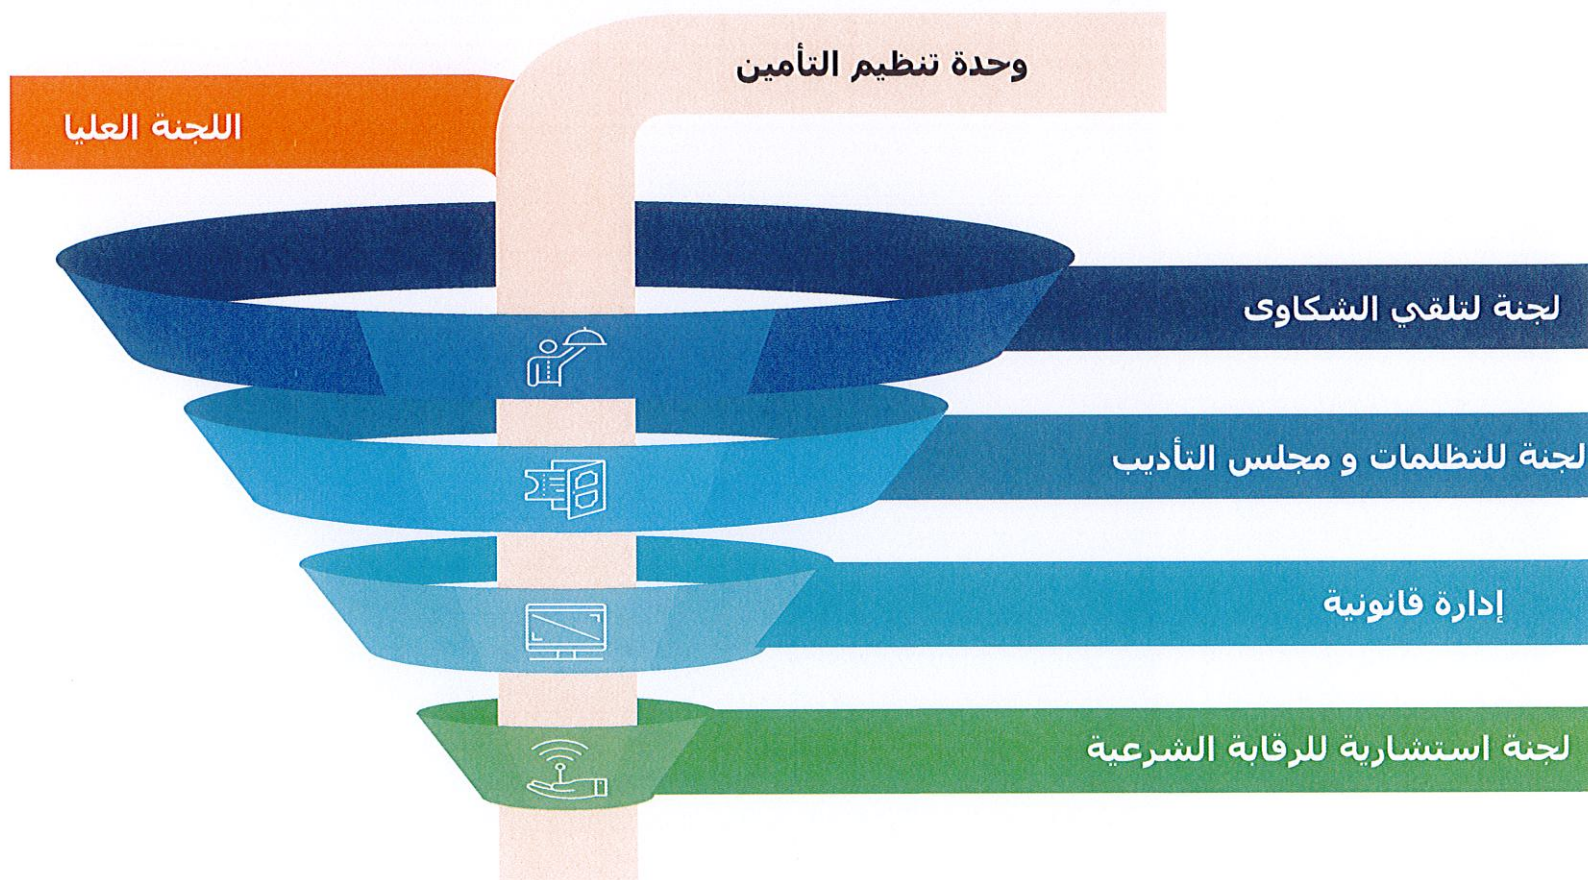 وحدة تنظيم التأمين
اللجنة العليا
لجنة لتلقي الشكاوى
لجنة للتظلمات و مجلس التأديب
إدارة قانونية
لجنة استشارية للرقابة الشرعية